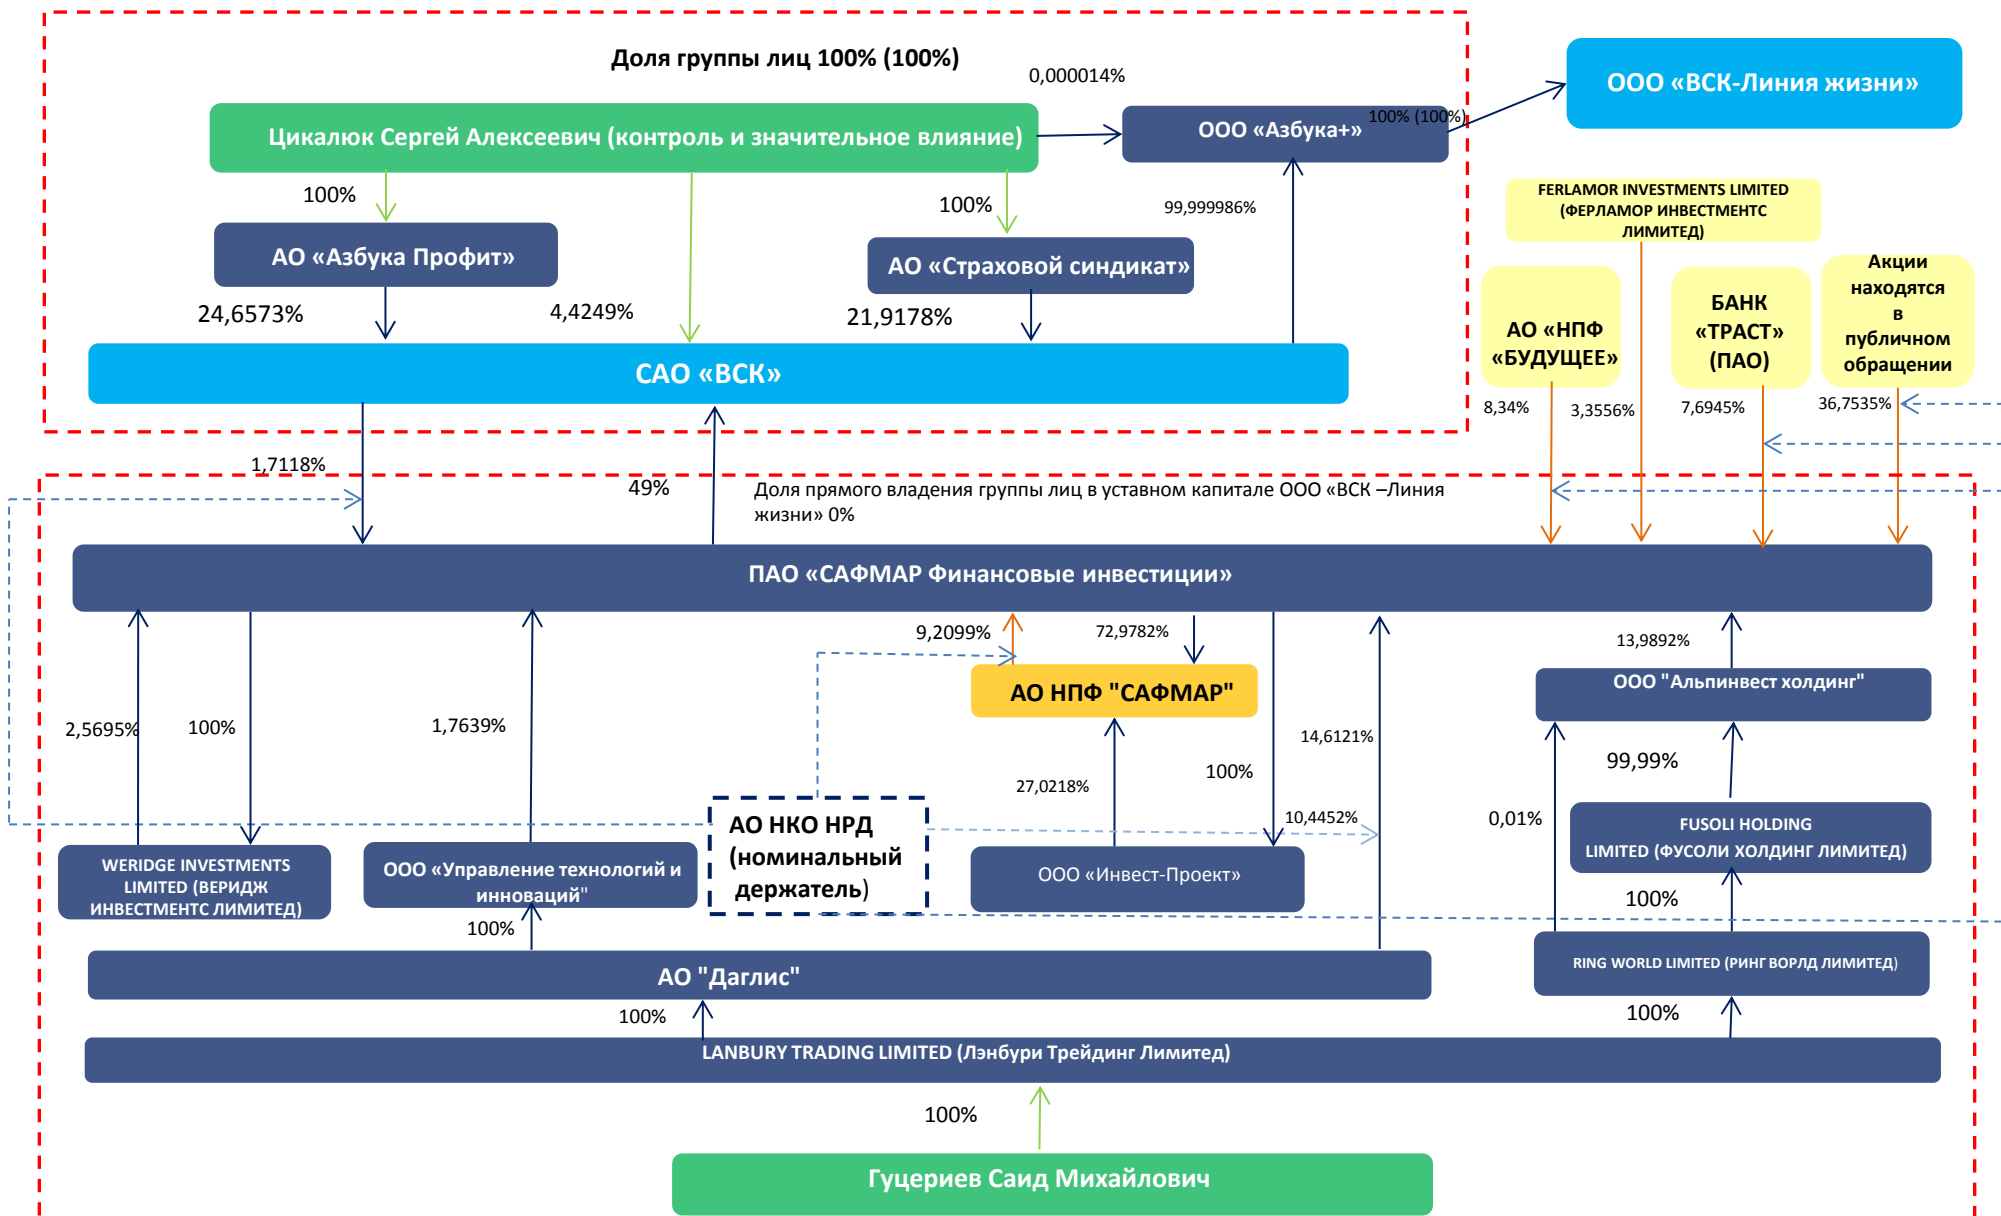 Доля группы лиц 100% (100%)
0,000014%
ООО «ВСК-Линия жизни»
Цикалюк Сергей Алексеевич (контроль и значительное влияние)
ООО «Азбука+»
100% (100%)
100%
100%
99,999986%
FERLAMOR INVESTMENTS LIMITED
(ФЕРЛАМОР ИНВЕСТМЕНТС
ЛИМИТЕД)
АО «Азбука Профит»
АО «Страховой синдикат»
АО «НПФ
«БУДУЩЕЕ»
БАНК
«ТРАСТ»
(ПАО)
Акции
находятся
в
публичном
обращении
24,6573%
4,4249%
21,9178%
САО «ВСК»
8,34%
3,3556%
7,6945%
36,7535%
1,7118%
49%
Доля прямого владения группы лиц в уставном капитале ООО «ВСК –Линия
жизни» 0%
ПАО «САФМАР Финансовые инвестиции»
9,2099%
72,9782%
13,9892%
АО НПФ "САФМАР"
ООО "Альпинвест холдинг"
2,5695%
100%
1,7639%
14,6121%
99,99%
27,0218%
100%
10,4452%
0,01%
АО НКО НРД
(номинальный
держатель)
WERIDGE INVESTMENTS
LIMITED (ВЕРИДЖ
ИНВЕСТМЕНТС ЛИМИТЕД)
ООО «Управление технологий и
инноваций"
ООО «Инвест-Проект»
FUSOLI HOLDING
LIMITED (ФУСОЛИ ХОЛДИНГ ЛИМИТЕД)
100%
100%
АО "Даглис"
RING WORLD LIMITED (РИНГ ВОРЛД ЛИМИТЕД)
100%
100%
LANBURY TRADING LIMITED (Лэнбури Трейдинг Лимитед)
100%
Гуцериев Саид Михайлович